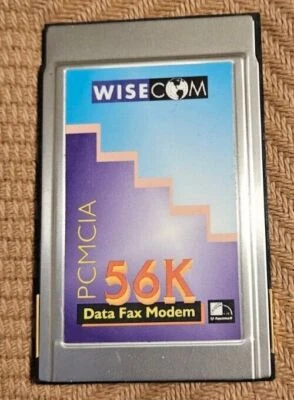 WISECOM
PCMCIA
56K
Data Fax Modem